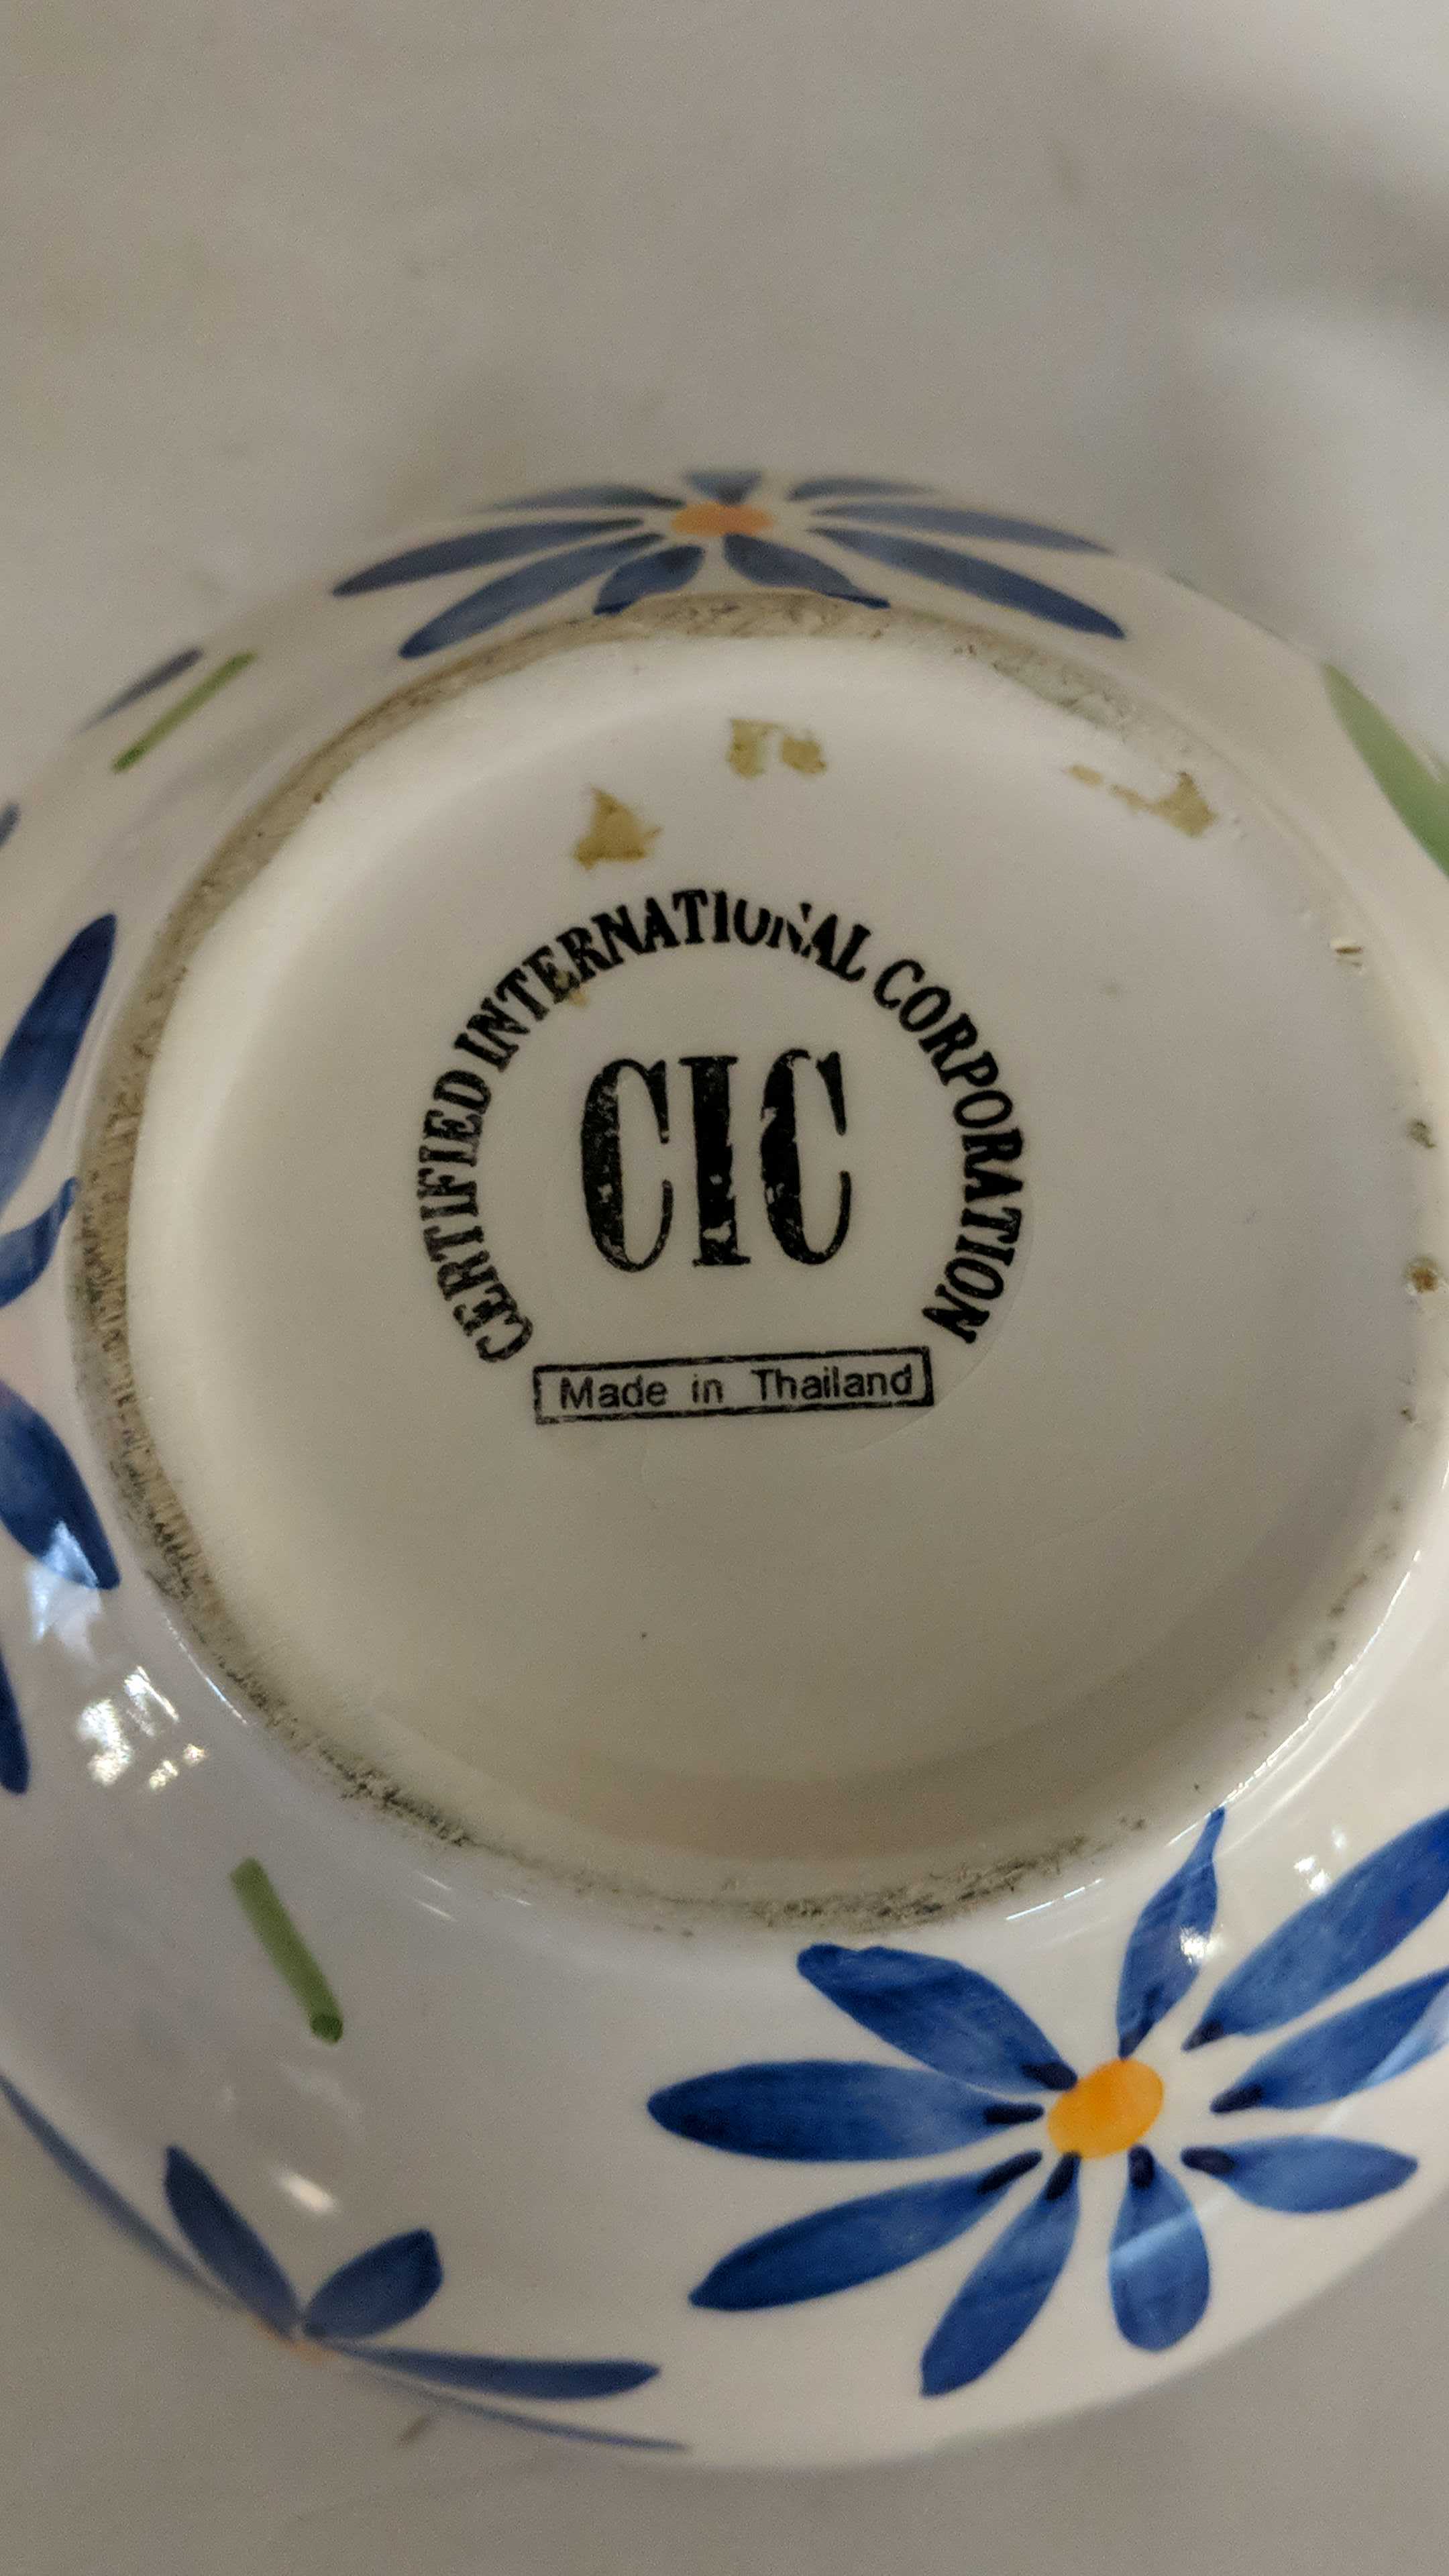 CERTIFIED INTERNATIONAL CORPORATION
CIC
Made in Thailand